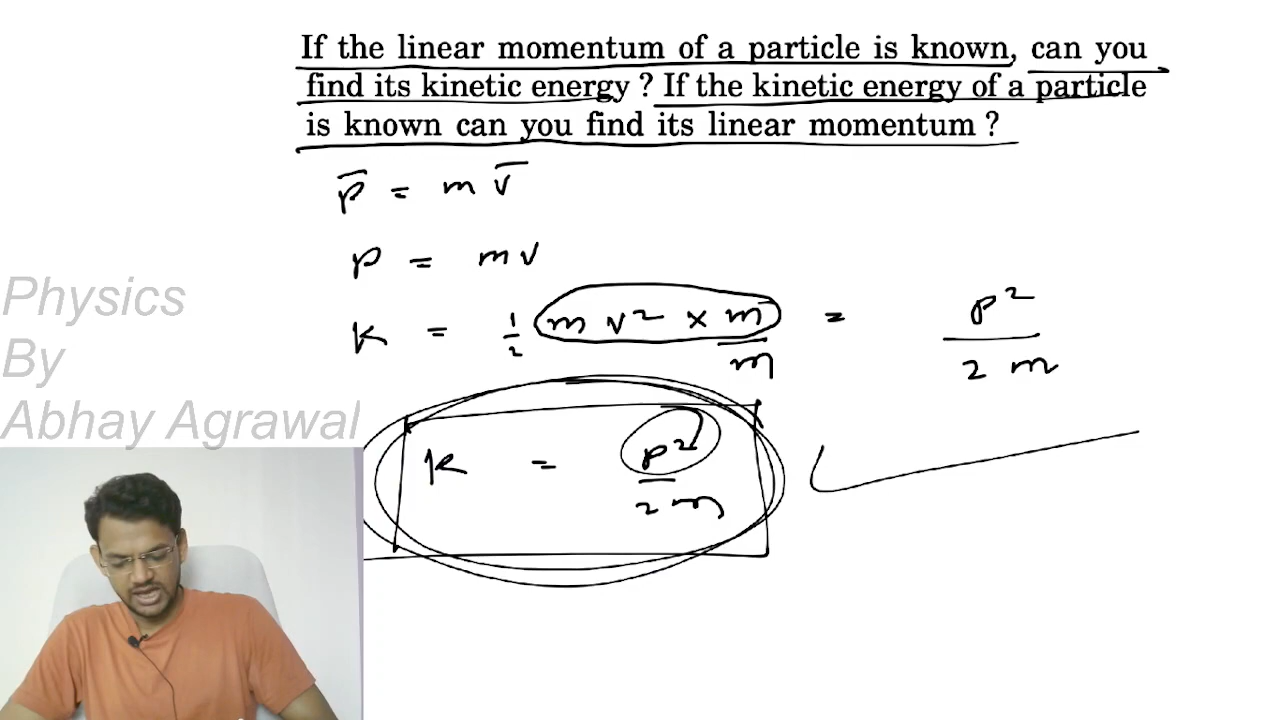 If the linear momentum of a particle is known, can you
find its kinetic energy ? If the kinetic energy of a particle
is known can you find its linear momentum ?
p̅ = m v̅
p = mv
K = 1/2 m v² × m/m = p²/2m
K = p²/2m
Physics
By
Abhay Agrawal